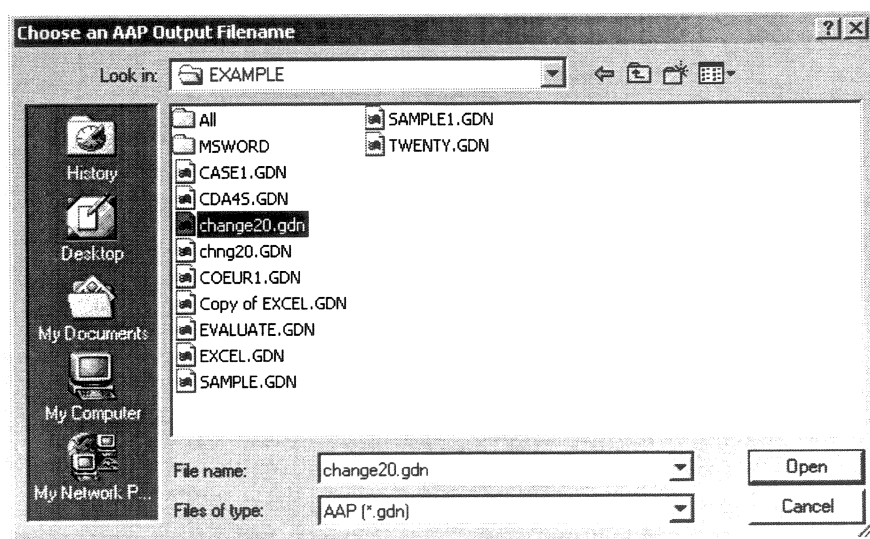 Choose an AAP Output Filename
Look in: EXAMPLE
History
Desktop
My Documents
My Computer
My Network P...
All
MSWORD
CASE1.GDN
CDA4S.GDN
change20.gdn
chng20.GDN
COEUR1.GDN
Copy of EXCEL.GDN
EVALUATE.GDN
EXCEL.GDN
SAMPLE.GDN
SAMPLE1.GDN
TWENTY.GDN
File name: change20.gdn
Open
Files of type: AAP (*.gdn)
Cancel